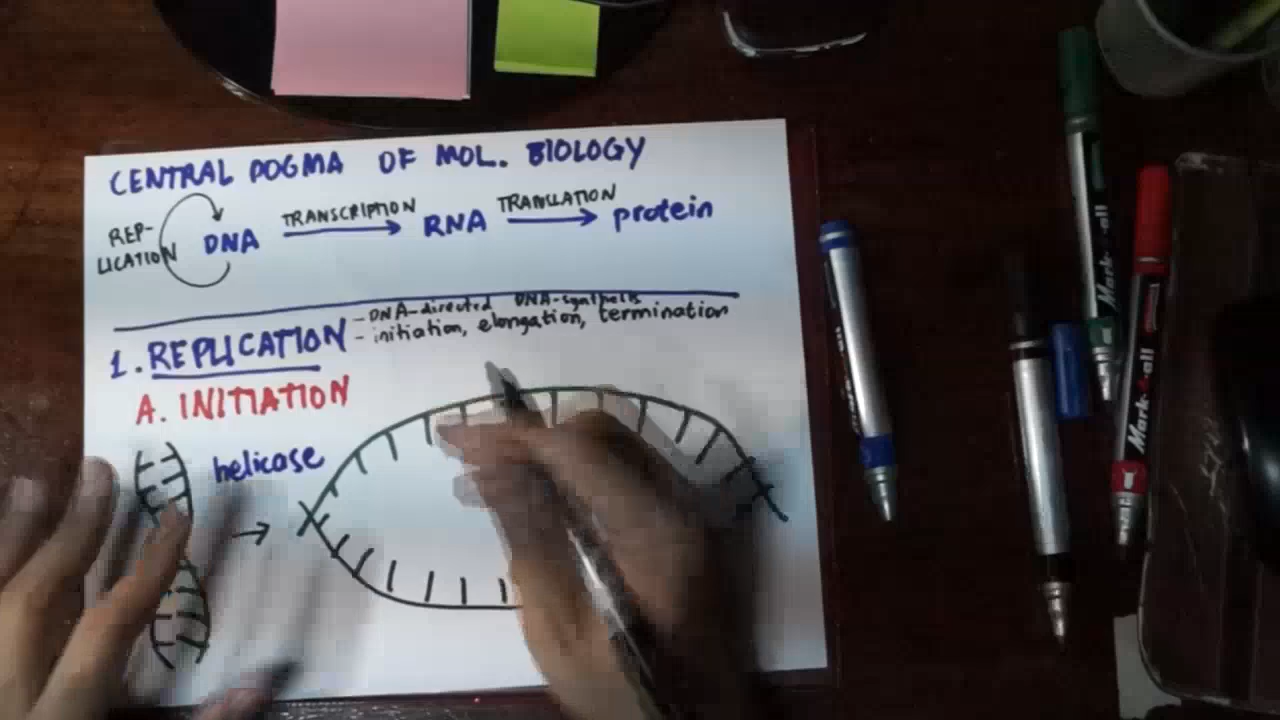 CENTRAL DOGMA OF MOL. BIOLOGY
REP-
LICATION
DNA TRANSCRIPTION RNA TRANSLATION protein
- DNA-directed DNA-synthesis
1. REPLICATION - initiation, elongation, termination
A. INITIATION
helicase
Mark-all
Mark-all